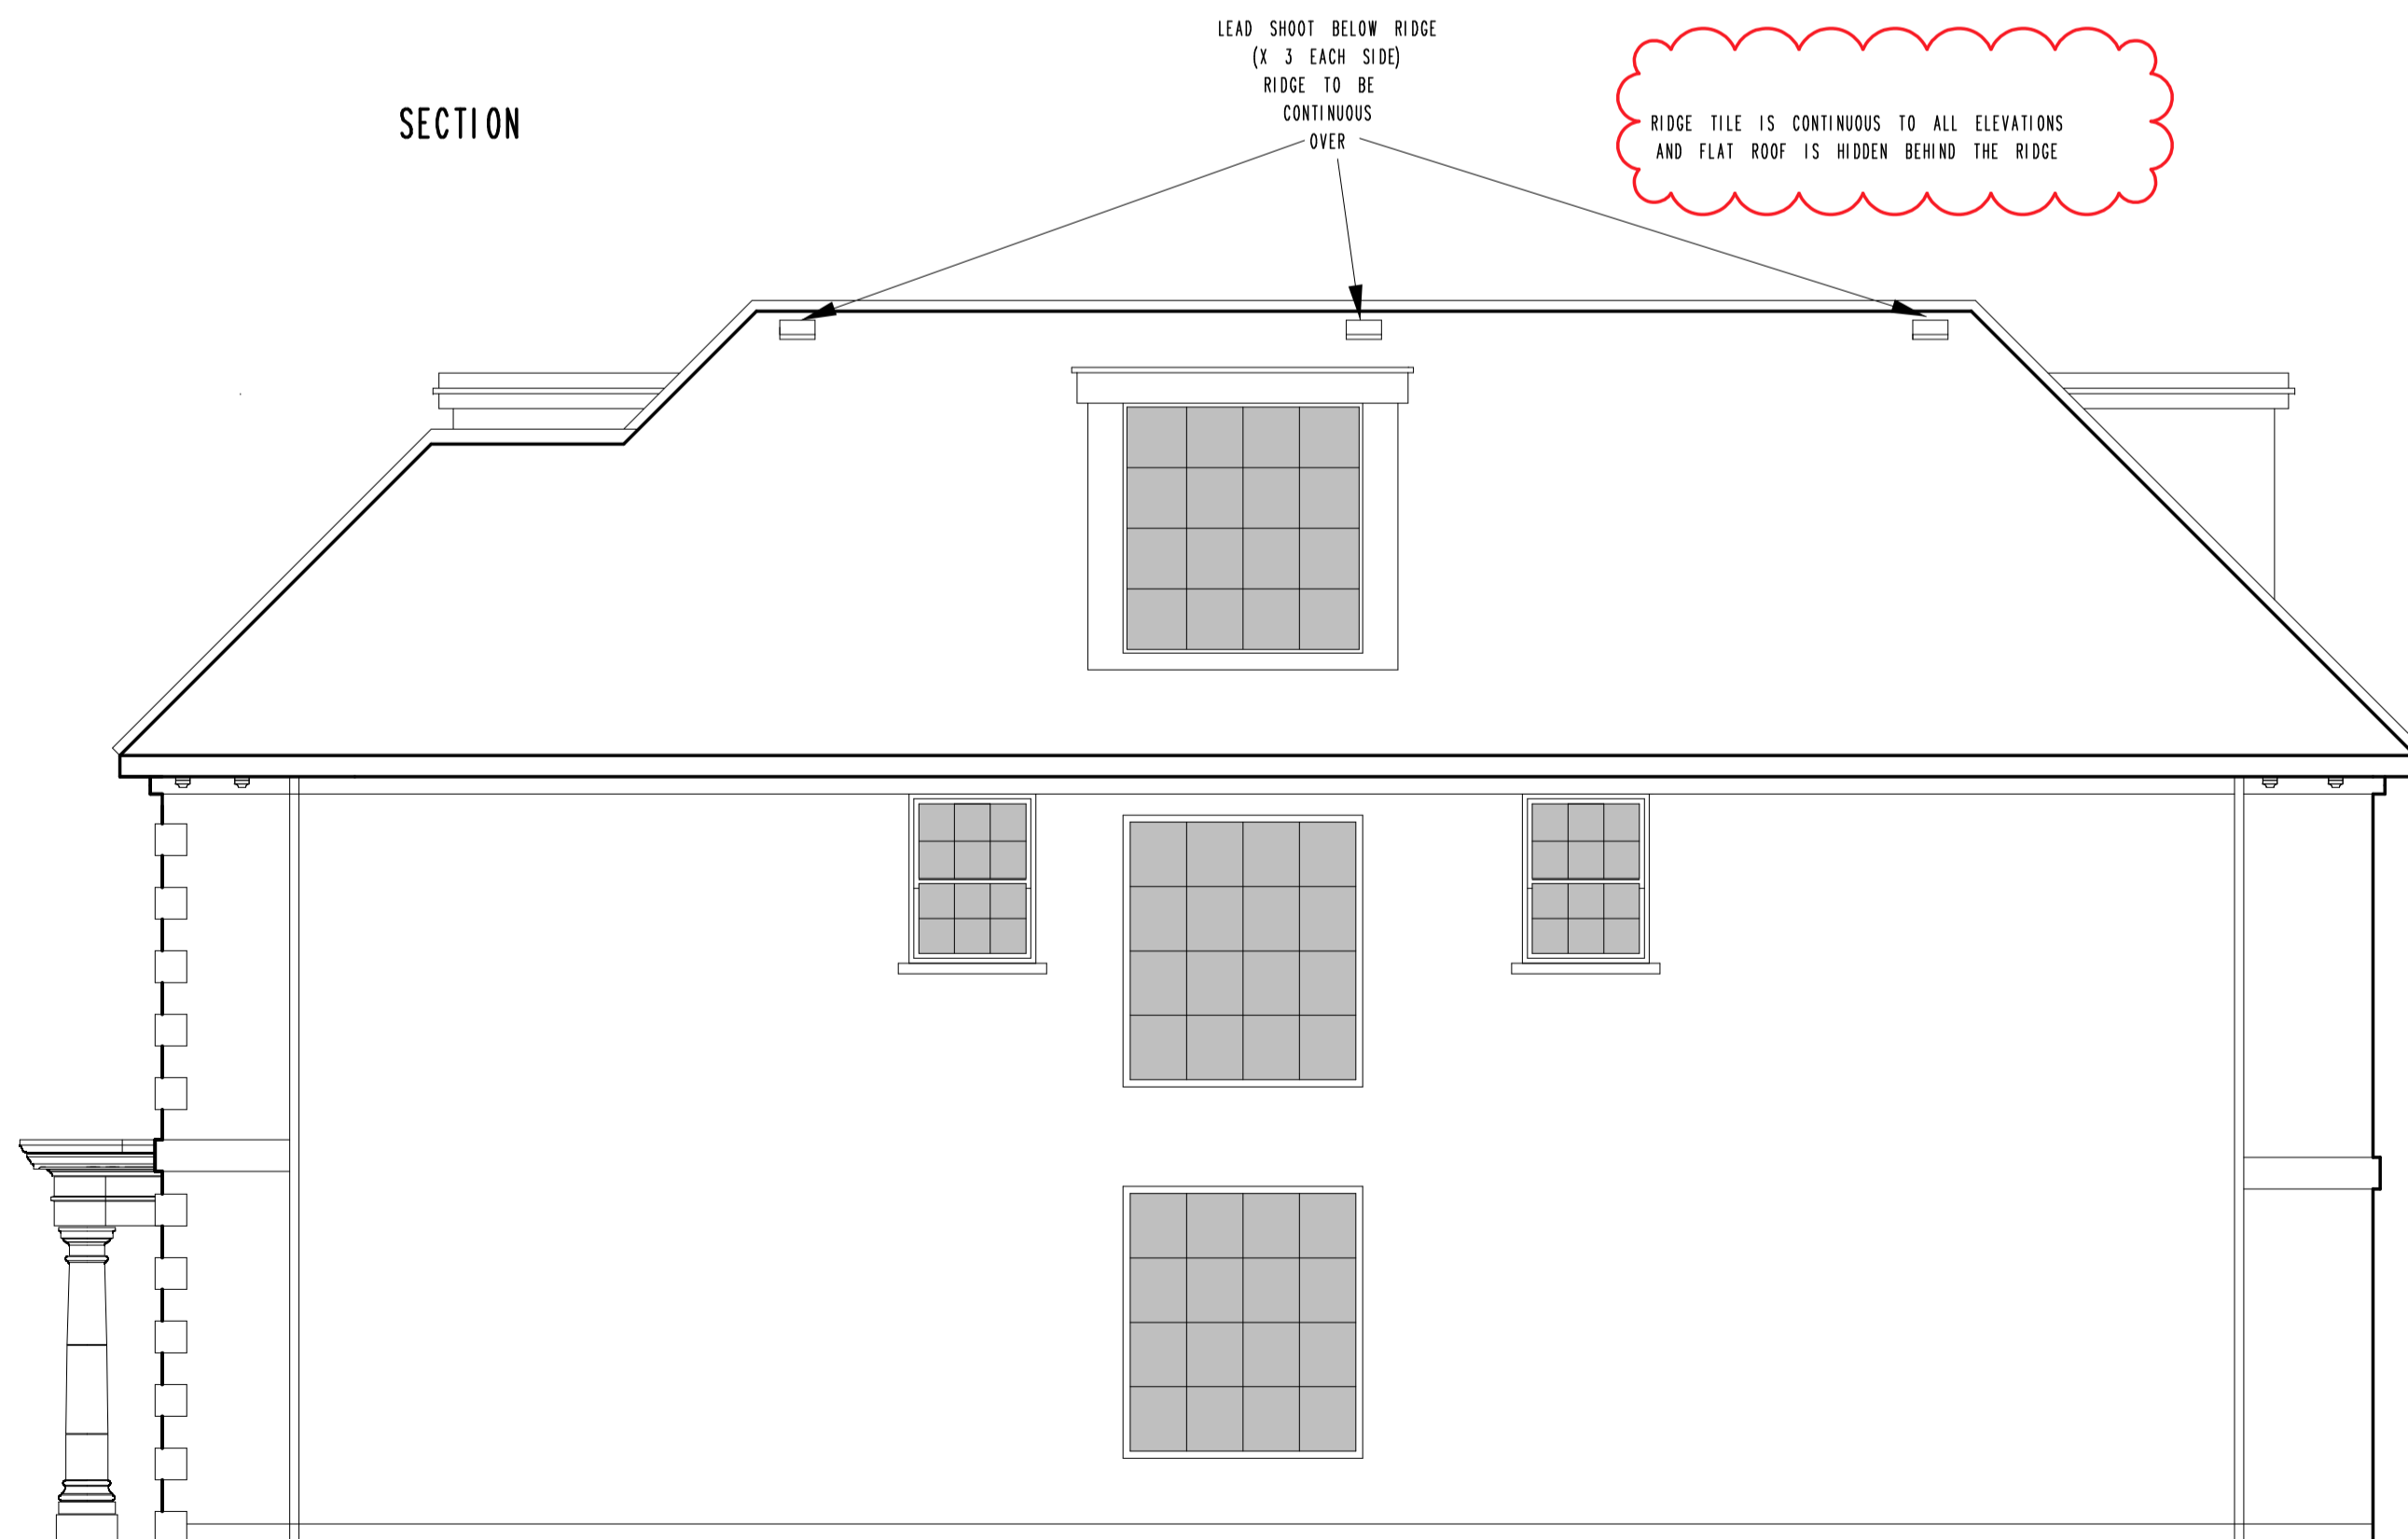 SECTION
LEAD SHOOT BELOW RIDGE
(X 3 EACH SIDE)
RIDGE TO BE
CONTINUOUS
OVER
RIDGE TILE IS CONTINUOUS TO ALL ELEVATIONS
AND FLAT ROOF IS HIDDEN BEHIND THE RIDGE